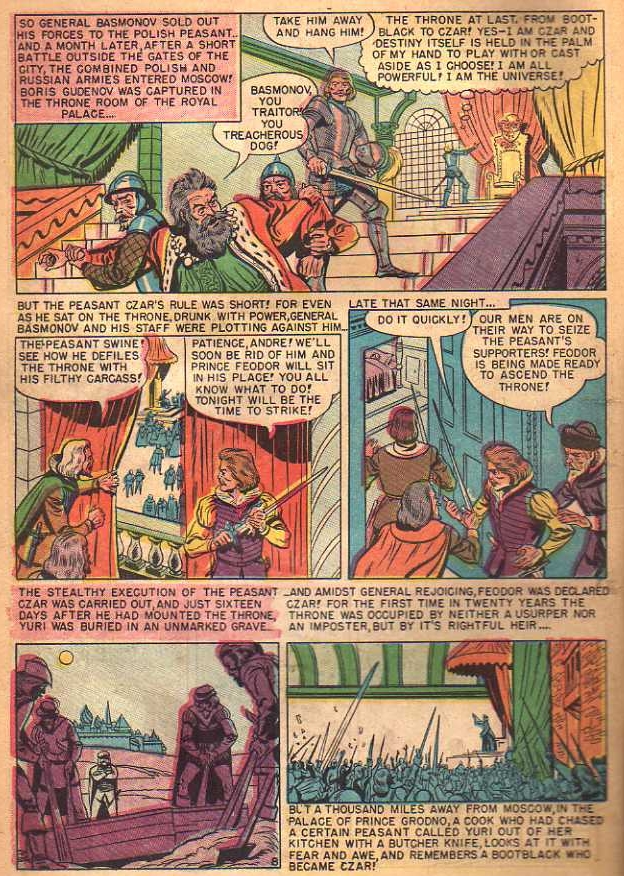 SO GENERAL BASMONOV SOLD OUT
HIS FORCES TO THE POLISH PEASANT..
AND A MONTH LATER, AFTER A SHORT
BATTLE OUTSIDE THE GATES OF THE
CITY, THE COMBINED POLISH AND
RUSSIAN ARMIES ENTERED MOSCOW!
BORIS GUDENOV WAS CAPTURED IN
THE THRONE ROOM OF THE ROYAL
PALACE...
BASMONOV,
YOU
TRAITOR!
YOU
TREACHEROUS
DOG!
TAKE HIM AWAY
AND HANG HIM!
THE THRONE AT LAST. FROM BOOT-
BLACK TO CZAR! YES-I AM CZAR AND
DESTINY ITSELF IS HELD IN THE PALM
OF MY HAND TO PLAY WITH OR CAST
ASIDE AS I CHOOSE! I AM ALL
POWERFUL! I AM THE UNIVERSE!
BUT THE PEASANT CZAR'S RULE WAS SHORT! FOR EVEN
AS HE SAT ON THE THRONE, DRUNK WITH POWER, GENERAL
BASMONOV AND HIS STAFF WERE PLOTTING AGAINST HIM...
THE PEASANT SWINE!
SEE HOW HE DEFILES
THE THRONE WITH
HIS FILTHY CARCASS!
PATIENCE, ANDRE! WE'LL
SOON BE RID OF HIM AND
PRINCE FEODOR WILL SIT
IN HIS PLACE! YOU ALL
KNOW WHAT TO DO!
TONIGHT WILL BE THE
TIME TO STRIKE!
LATE THAT SAME NIGHT...
DO IT QUICKLY!
OUR MEN ARE ON
THEIR WAY TO SEIZE
THE PEASANT'S
SUPPORTERS! FEODOR
IS BEING MADE READY
TO ASCEND THE
THRONE!
THE STEALTHY EXECUTION OF THE PEASANT
CZAR WAS CARRIED OUT, AND JUST SIXTEEN
DAYS AFTER HE HAD MOUNTED THE THRONE,
YURI WAS BURIED IN AN UNMARKED GRAVE..
...AND AMIDST GENERAL REJOICING, FEODOR WAS DECLARED
CZAR! FOR THE FIRST TIME IN TWENTY YEARS THE
THRONE WAS OCCUPIED BY NEITHER A USURPER NOR
AN IMPOSTER, BUT BY IT'S RIGHTFUL HEIR....
8
BUT A THOUSAND MILES AWAY FROM MOSCOW, IN THE
PALACE OF PRINCE GRODNO, A COOK WHO HAD CHASED
A CERTAIN PEASANT CALLED YURI OUT OF HER
KITCHEN WITH A BUTCHER KNIFE, LOOKS AT IT WITH
FEAR AND AWE, AND REMEMBERS A BOOTBLACK WHO
BECAME CZAR!